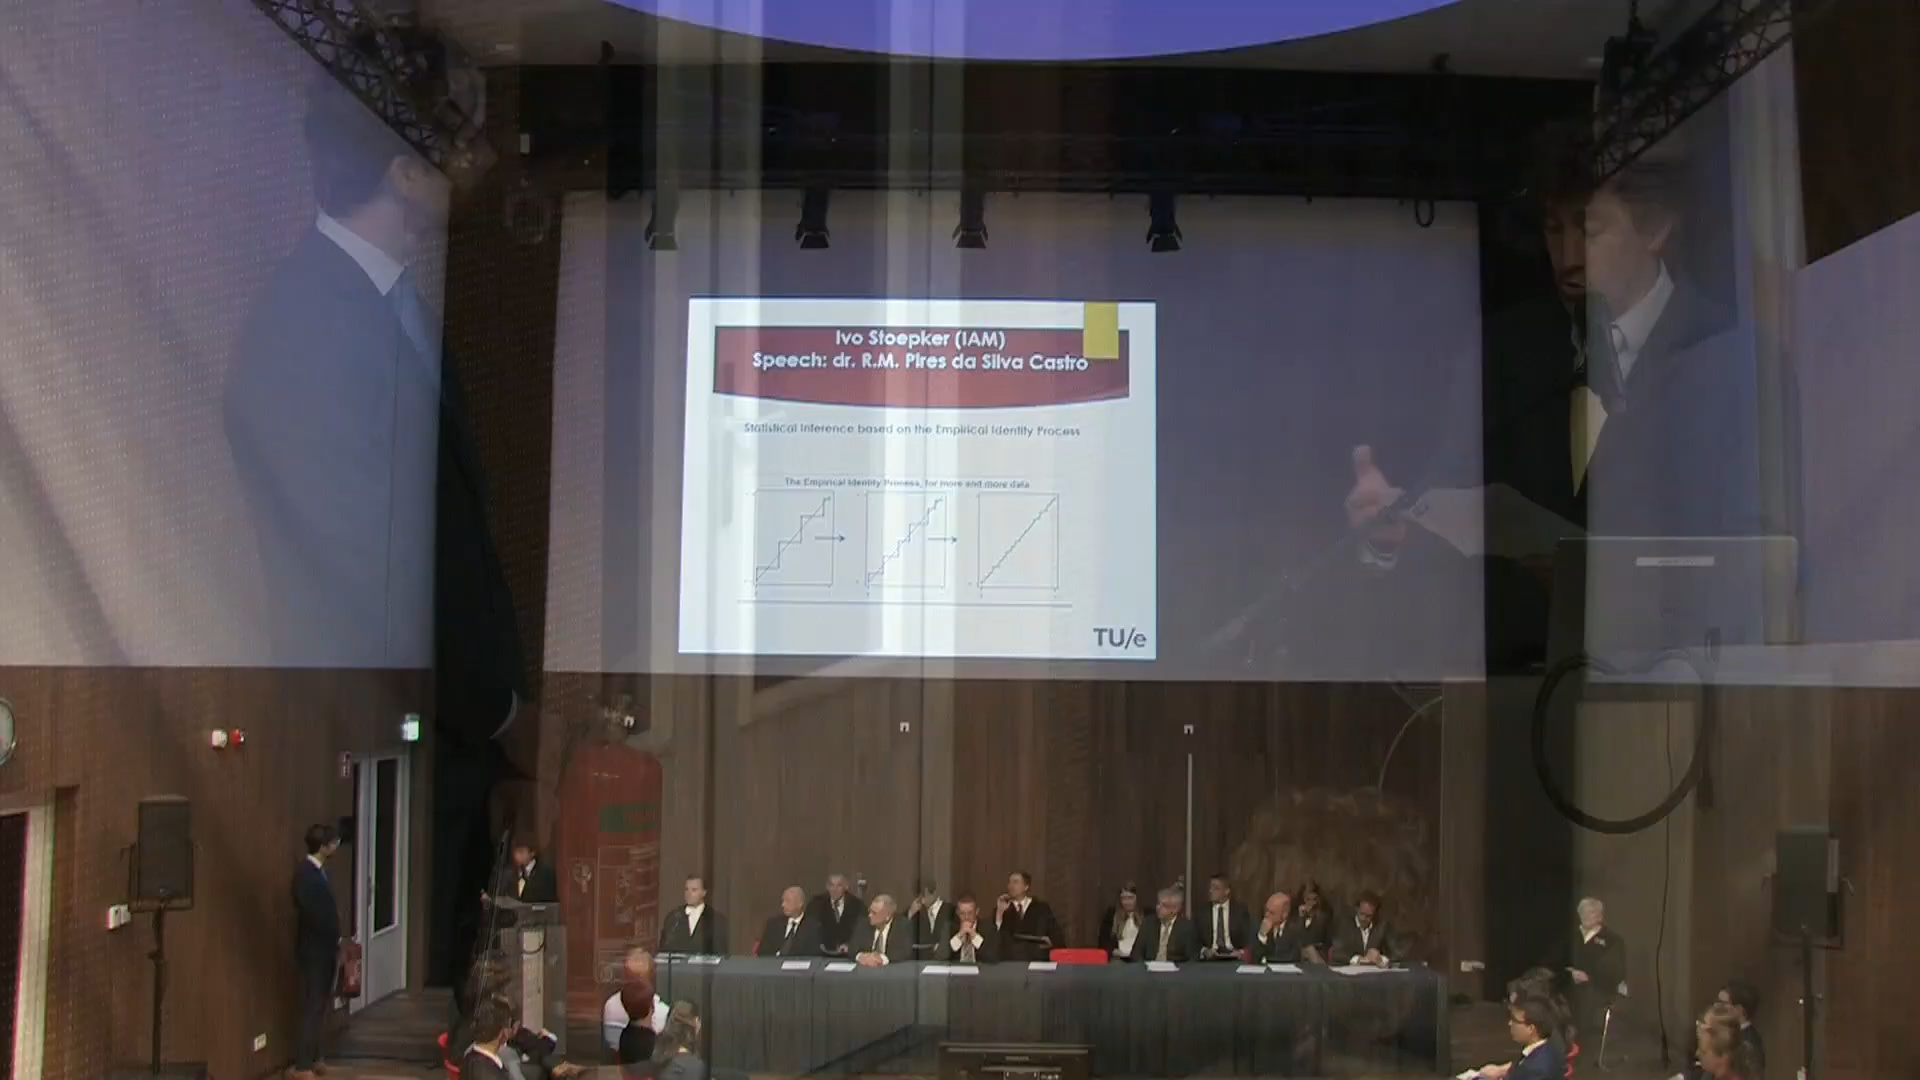 Ivo Stoepker (IAM)
Speech: dr. R.M. Pires da Silva Castro
Statistical Inference based on the Empirical Identity Process
The Empirical Identity Process, for more and more data
TU/e